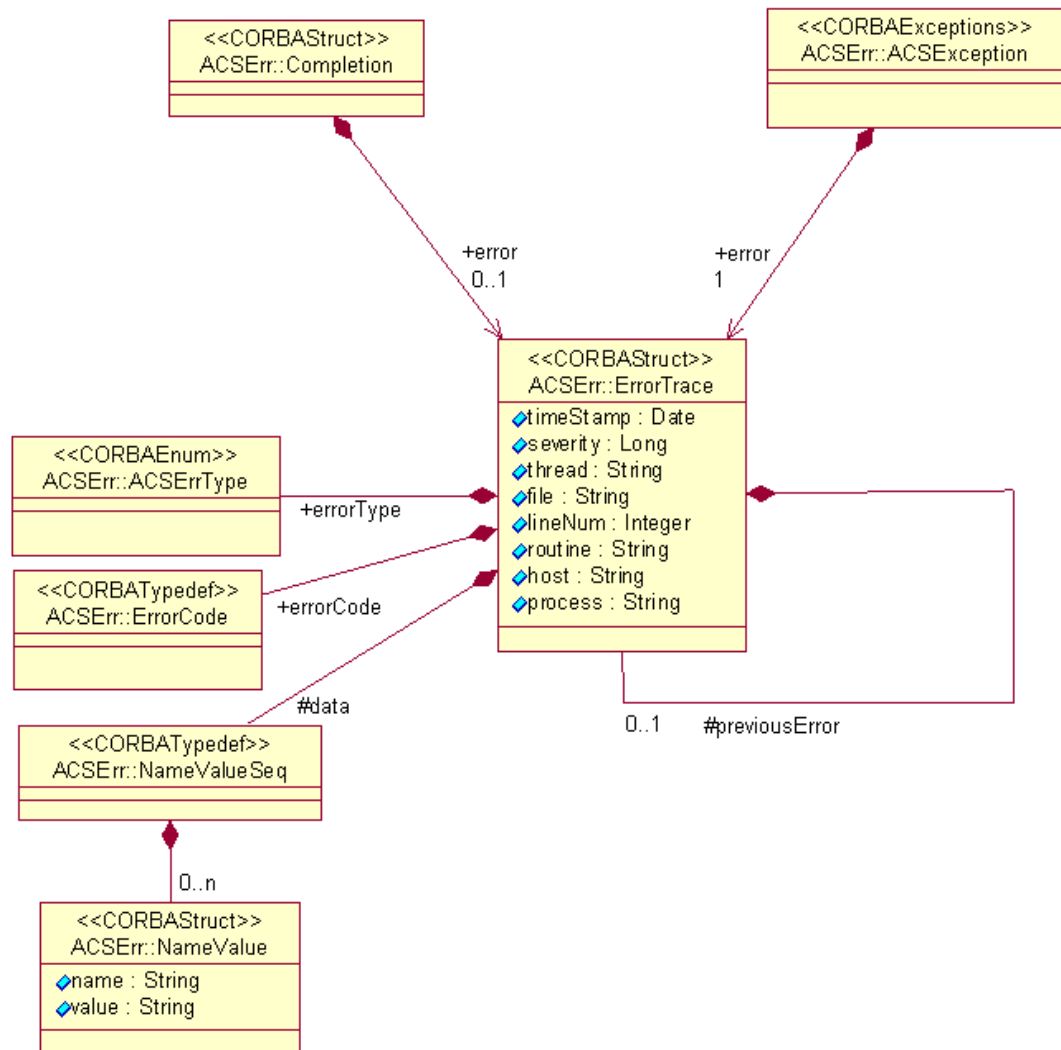 <<CORBAStruct>>
ACSErr::Completion
<<CORBAExceptions>>
ACSErr::ACSException
+error
0..1
+error
1
<<CORBAStruct>>
ACSErr::ErrorTrace
timeStamp : Date
severity : Long
thread : String
file : String
lineNum : Integer
routine : String
host : String
process : String
<<CORBAEnum>>
ACSErr::ACSErrType
+errorType
<<CORBATypedef>>
ACSErr::ErrorCode
+errorCode
#data
0..1
#previousError
<<CORBATypedef>>
ACSErr::NameValueSeq
0..n
<<CORBAStruct>>
ACSErr::NameValue
name : String
value : String